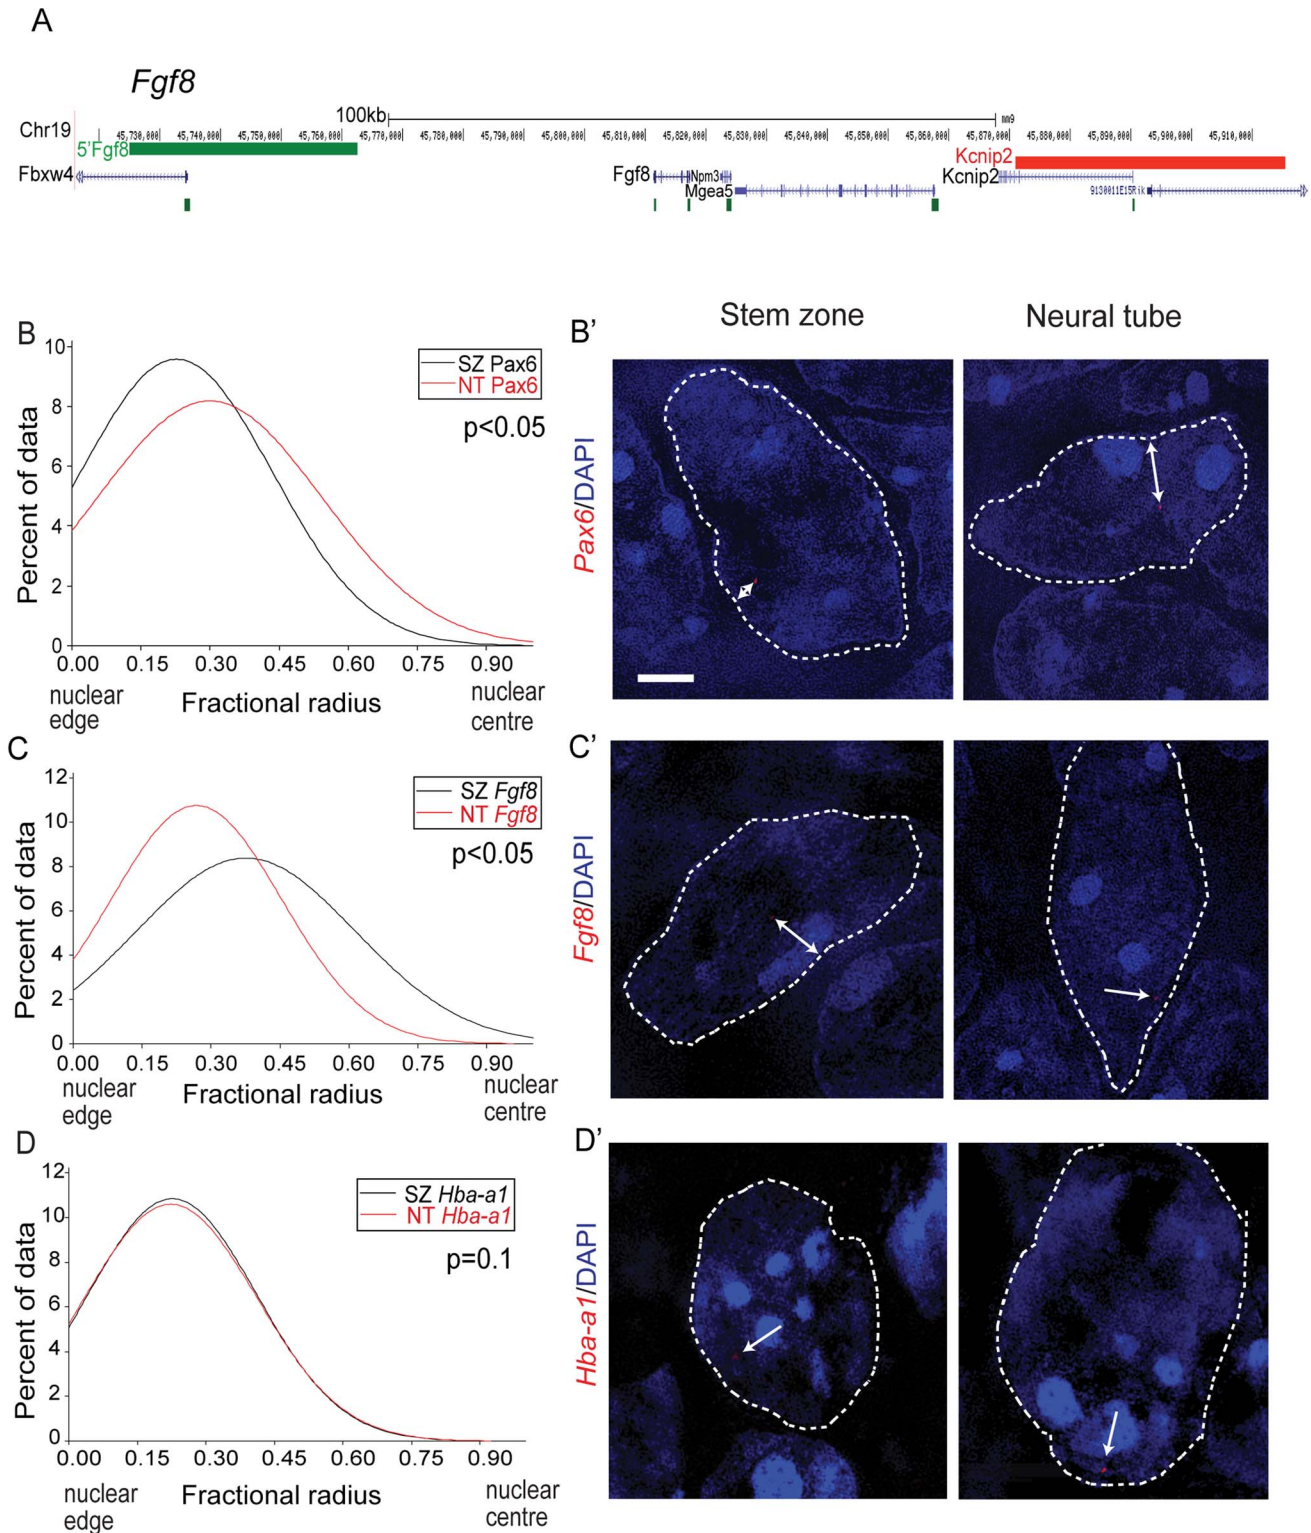 A
Fgf8
100kb mm9
Chr19 45,730,000 45,740,000 45,750,000 45,760,000 45,770,000 45,780,000 45,790,000 45,800,000 45,810,000 45,820,000 45,830,000 45,840,000 45,850,000 45,860,000 45,870,000 45,880,000 45,890,000 45,900,000 45,910,000
5'Fgf8 Kcnip2
Fbxw4 Fgf8 Npm3 Kcnip2
Mgea5 9130011E15Rik
B
10
8
6
4
2
0
Percent of data
SZ Pax6
NT Pax6
p<0.05
0.00 0.15 0.30 0.45 0.60 0.75 0.90
nuclear edge
Fractional radius
nuclear centre
B'
Stem zone Neural tube
Pax6/DAPI
C
12
10
8
6
4
2
0
Percent of data
SZ Fgf8
NT Fgf8
p<0.05
0.00 0.15 0.30 0.45 0.60 0.75 0.90
nuclear edge
Fractional radius
nuclear centre
C'
Fgf8/DAPI
D
12
10
8
6
4
2
0
Percent of data
SZ Hba-a1
NT Hba-a1
p=0.1
0.00 0.15 0.30 0.45 0.60 0.75 0.90
nuclear edge
Fractional radius
nuclear centre
D'
Hba-a1/DAPI